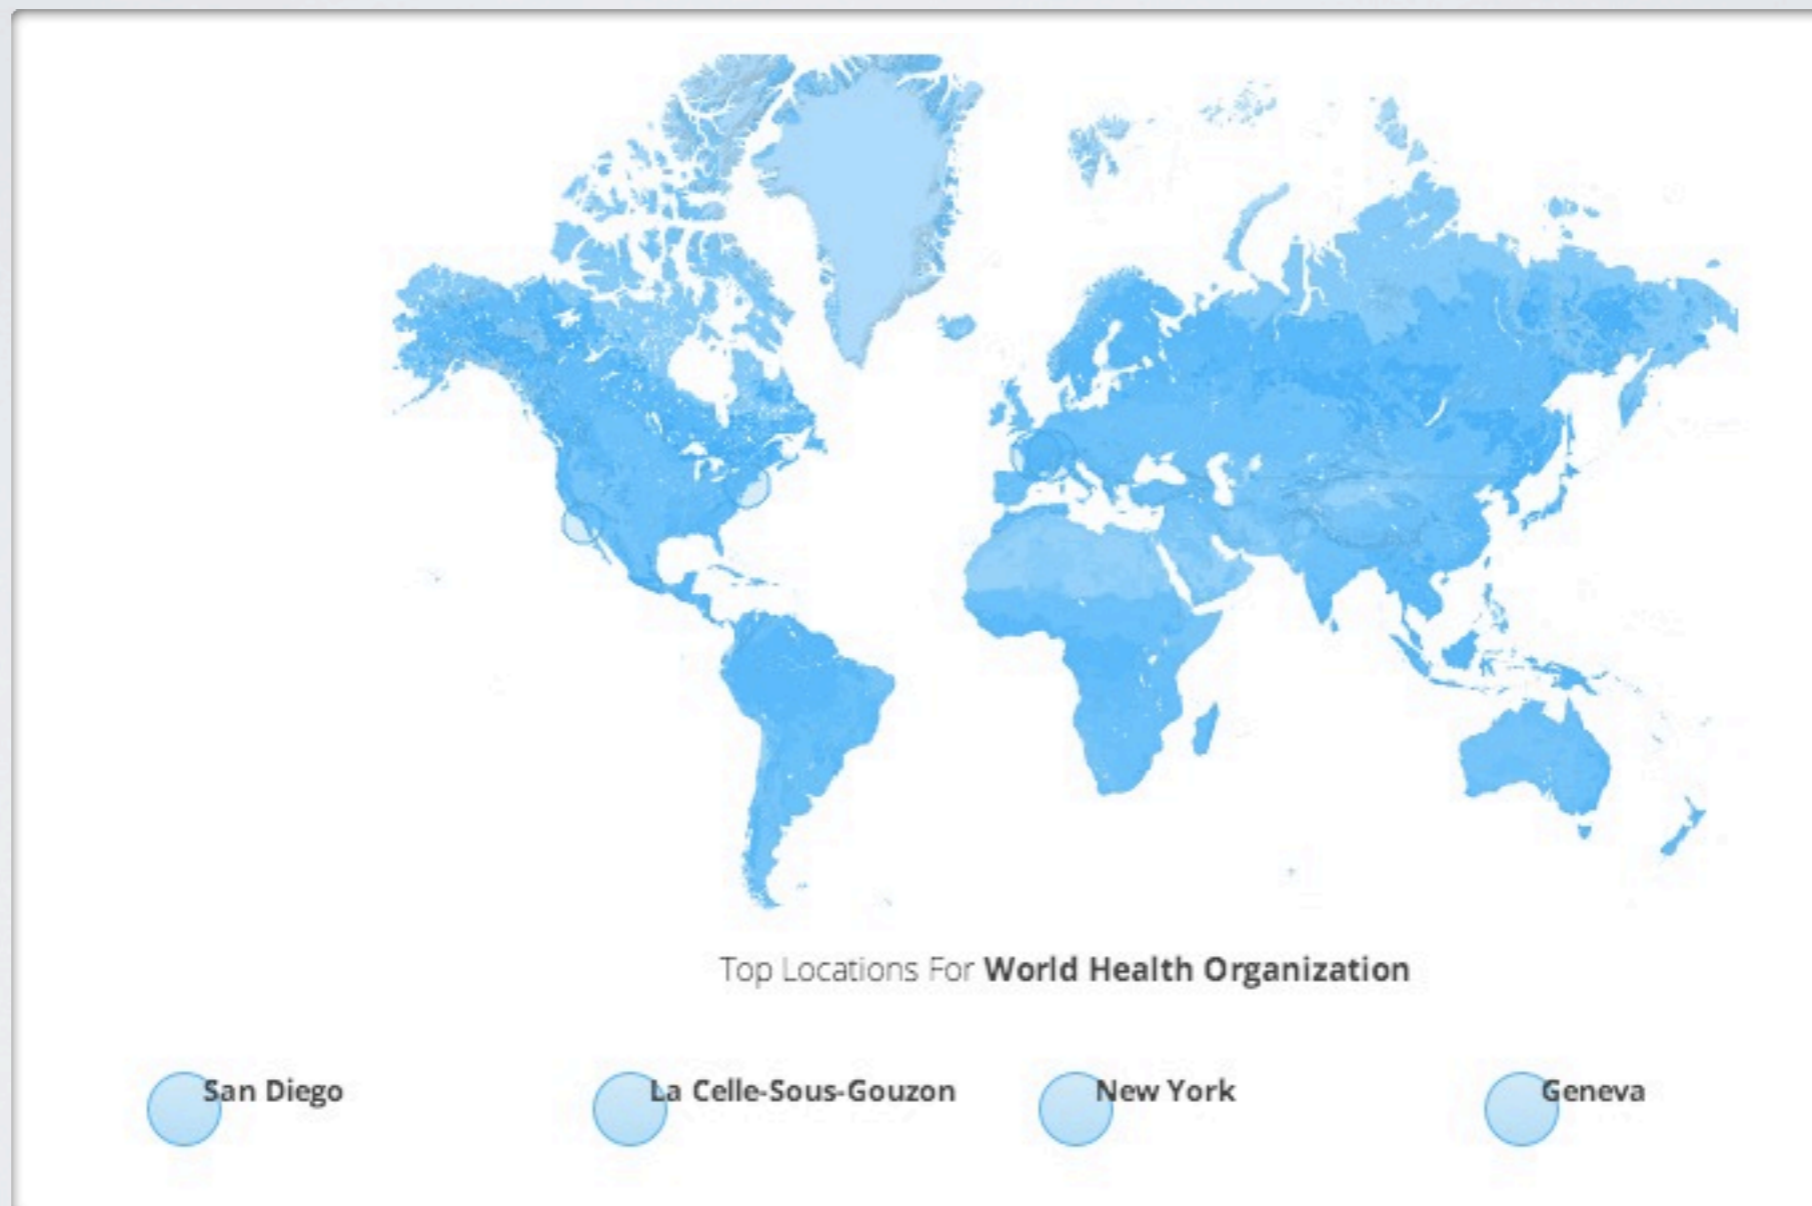 Top Locations For World Health Organization
San Diego
La Celle-Sous-Gouzon
New York
Geneva